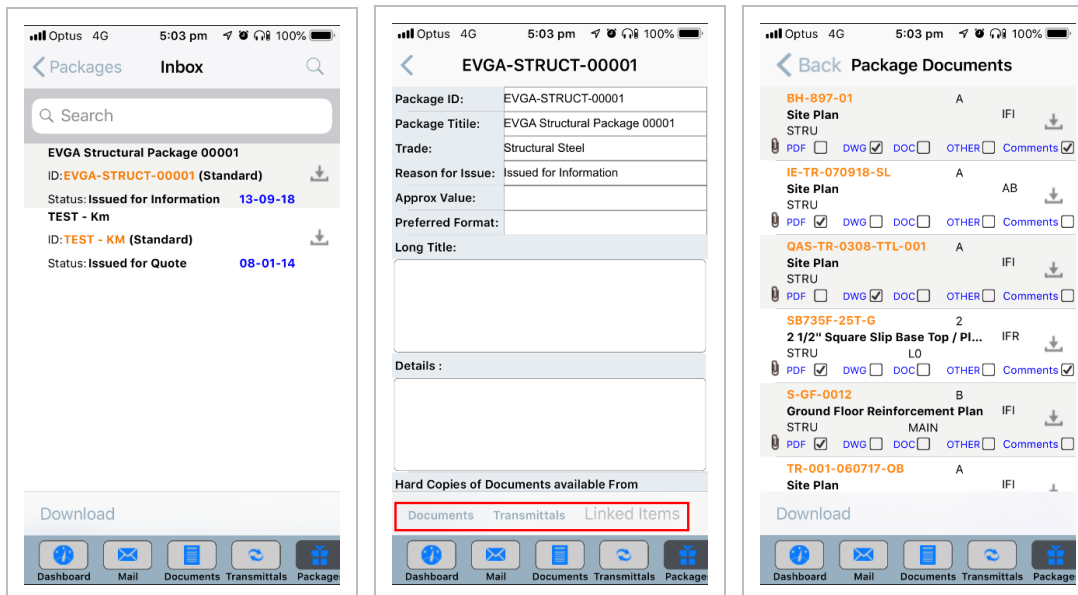 Optus 4G 5:03 pm 100%
Packages Inbox
Search
EVGA Structural Package 00001
ID:EVGA-STRUCT-00001 (Standard)
Status: Issued for Information 13-09-18
TEST - Km
ID:TEST - KM (Standard)
Status: Issued for Quote 08-01-14
Download
Dashboard Mail Documents Transmittals Package
Optus 4G 5:03 pm 100%
EVGA-STRUCT-00001
Package ID: EVGA-STRUCT-00001
Package Titile: EVGA Structural Package 00001
Trade: Structural Steel
Reason for Issue: Issued for Information
Approx Value:
Preferred Format:
Long Title:
Details :
Hard Copies of Documents available From
Documents Transmittals Linked Items
Dashboard Mail Documents Transmittals Package
Optus 4G 5:03 pm 100%
Back Package Documents
BH-897-01 A
Site Plan IFI
STRU
PDF DWG DOC OTHER Comments
IE-TR-070918-SL A
Site Plan AB
STRU
PDF DWG DOC OTHER Comments
QAS-TR-0308-TTL-001 A
Site Plan IFI
STRU
PDF DWG DOC OTHER Comments
SB735F-25T-G 2
2 1/2" Square Slip Base Top / Pl... IFR
STRU L0
PDF DWG DOC OTHER Comments
S-GF-0012 B
Ground Floor Reinforcement Plan IFI
STRU MAIN
PDF DWG DOC OTHER Comments
TR-001-060717-OB A
Site Plan IFI
Download
Dashboard Mail Documents Transmittals Package